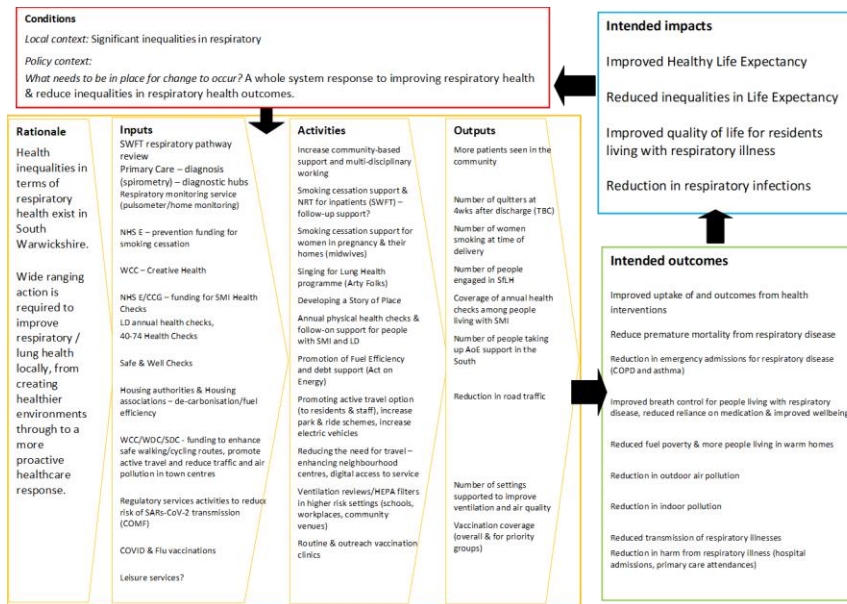 Conditions
Local context: Significant inequalities in respiratory
Policy context:
What needs to be in place for change to occur? A whole system response to improving respiratory health
& reduce inequalities in respiratory health outcomes.
Intended impacts
Improved Healthy Life Expectancy
Reduced inequalities in Life Expectancy
Improved quality of life for residents
living with respiratory illness
Reduction in respiratory infections
Rationale
Health
inequalities in
terms of
respiratory
health exist in
South
Warwickshire.
Wide ranging
action is
required to
improve
respiratory /
lung health
locally, from
creating
healthier
environments
through to a
more
proactive
healthcare
response.
Inputs
SWFT respiratory pathway
review
Primary Care – diagnosis
(spirometry) – diagnostic hubs
Respiratory monitoring service
(pulsometer/home monitoring)
NHS E – prevention funding for
smoking cessation
WCC – Creative Health
NHS E/CCG – funding for SMI Health
Checks
LD annual health checks,
40-74 Health Checks
Safe & Well Checks
Housing authorities & Housing
associations – de-carbonisation/fuel
efficiency
WCC/WDC/SDC - funding to enhance
safe walking/cycling routes, promote
active travel and reduce traffic and air
pollution in town centres
Regulatory services activities to reduce
risk of SARs-CoV-2 transmission
(COMF)
COVID & Flu vaccinations
Leisure services?
Activities
Increase community-based
support and multi-disciplinary
working
Smoking cessation support &
NRT for inpatients (SWFT) –
follow-up support?
Smoking cessation support for
women in pregnancy & their
homes (midwives)
Singing for Lung Health
programme (Arty Folks)
Developing a Story of Place
Annual physical health checks &
follow-on support for people
with SMI and LD
Promotion of Fuel Efficiency
and debt support (Act on
Energy)
Promoting active travel option
(to residents & staff), increase
park & ride schemes, increase
electric vehicles
Reducing the need for travel –
enhancing neighbourhood
centres, digital access to service
Ventilation reviews/HEPA filters
in higher risk settings (schools,
workplaces, community
venues)
Routine & outreach vaccination
clinics
Outputs
More patients seen in the
community
Number of quitters at
4wks after discharge (TBC)
Number of women
smoking at time of
delivery
Number of people
engaged in SfLH
Coverage of annual health
checks among people
living with SMI
Number of people taking
up AoE support in the
South
Reduction in road traffic
Number of settings
supported to improve
ventilation and air quality
Vaccination coverage
(overall & for priority
groups)
Intended outcomes
Improved uptake of and outcomes from health
interventions
Reduce premature mortality from respiratory disease
Reduction in emergency admissions for respiratory disease
(COPD and asthma)
Improved breath control for people living with respiratory
disease, reduced reliance on medication & improved wellbeing
Reduced fuel poverty & more people living in warm homes
Reduction in outdoor air pollution
Reduction in indoor pollution
Reduced transmission of respiratory illnesses
Reduction in harm from respiratory illness (hospital
admissions, primary care attendances)